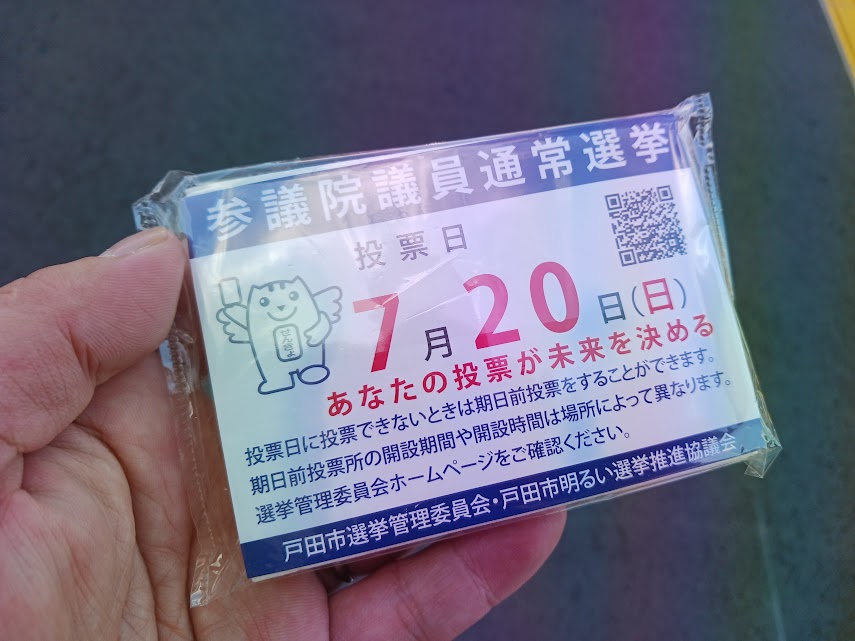 参議院議員通常選挙
投票日
7月20日(日)
せんきょ
あなたの投票が未来を決める
投票日に投票できないときは期日前投票をすることができます。
期日前投票所の開設期間や開設時間は場所によって異なります。
選挙管理委員会ホームページをご確認ください。
戸田市選挙管理委員会・戸田市明るい選挙推進協議会